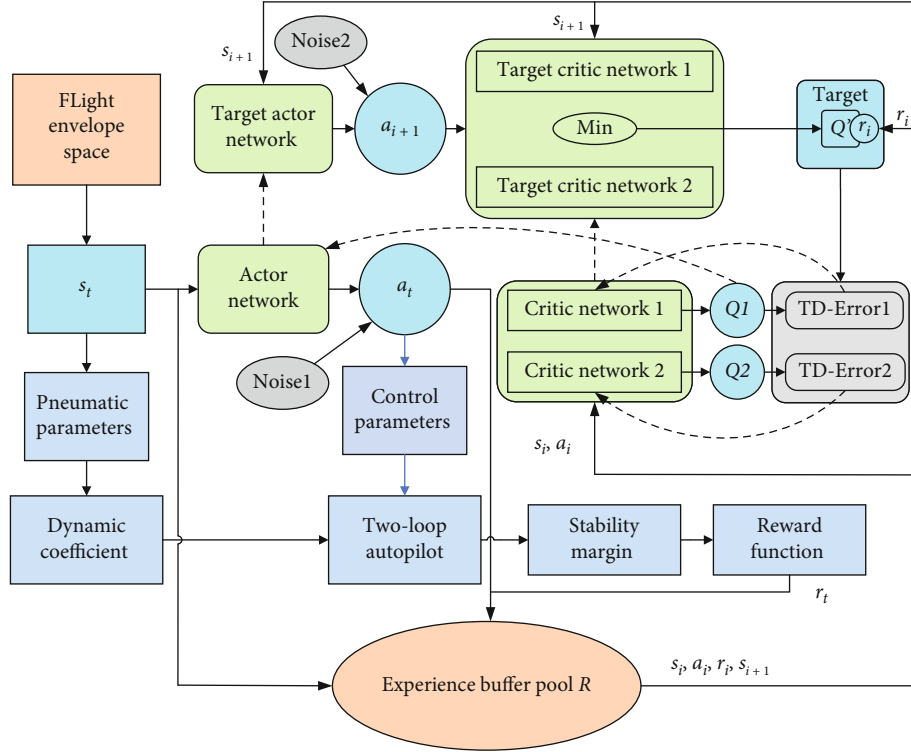 s_{i+1}
Noise2
s_{i+1}
FLight
envelope
space
Target actor
network
a_{i+1}
Target critic network 1
Min
Target critic network 2
Target
Q' r_i
r_i
s_t
Actor
network
a_t
Critic network 1
Q1
TD-Error1
Critic network 2
Q2
TD-Error2
Noise1
Pneumatic
parameters
Control
parameters
s_i, a_i
Dynamic
coefficient
Two-loop
autopilot
Stability
margin
Reward
function
r_t
Experience buffer pool R
s_i, a_i, r_i, s_{i+1}